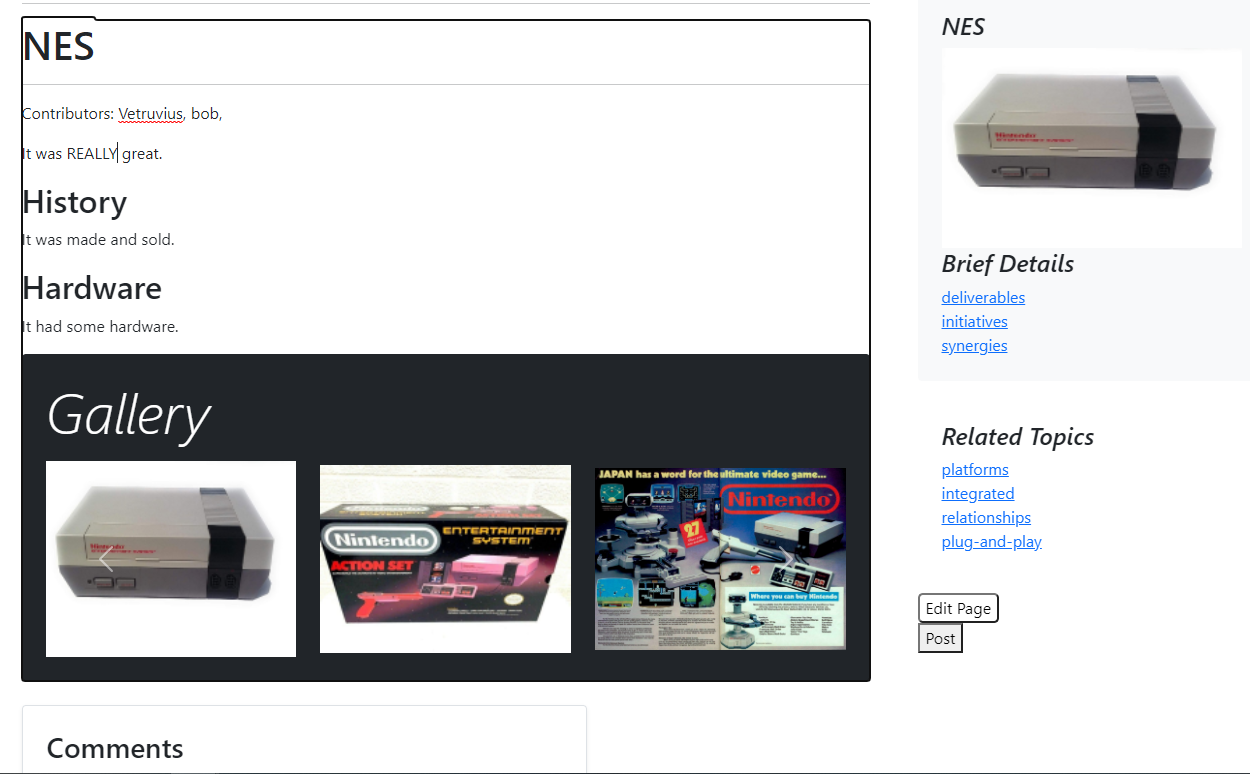 NES
Contributors: Vetruvius, bob,
It was REALLY great.
History
It was made and sold.
Hardware
It had some hardware.
Gallery
Nintendo
Nintendo
ENTERTAINMENT
SYSTEM
ACTION SET
JAPAN has a word for the ultimate video game...
Nintendo
Where you can buy Nintendo
Comments
NES
Nintendo
Brief Details
deliverables
initiatives
synergies
Related Topics
platforms
integrated
relationships
plug-and-play
Edit Page
Post